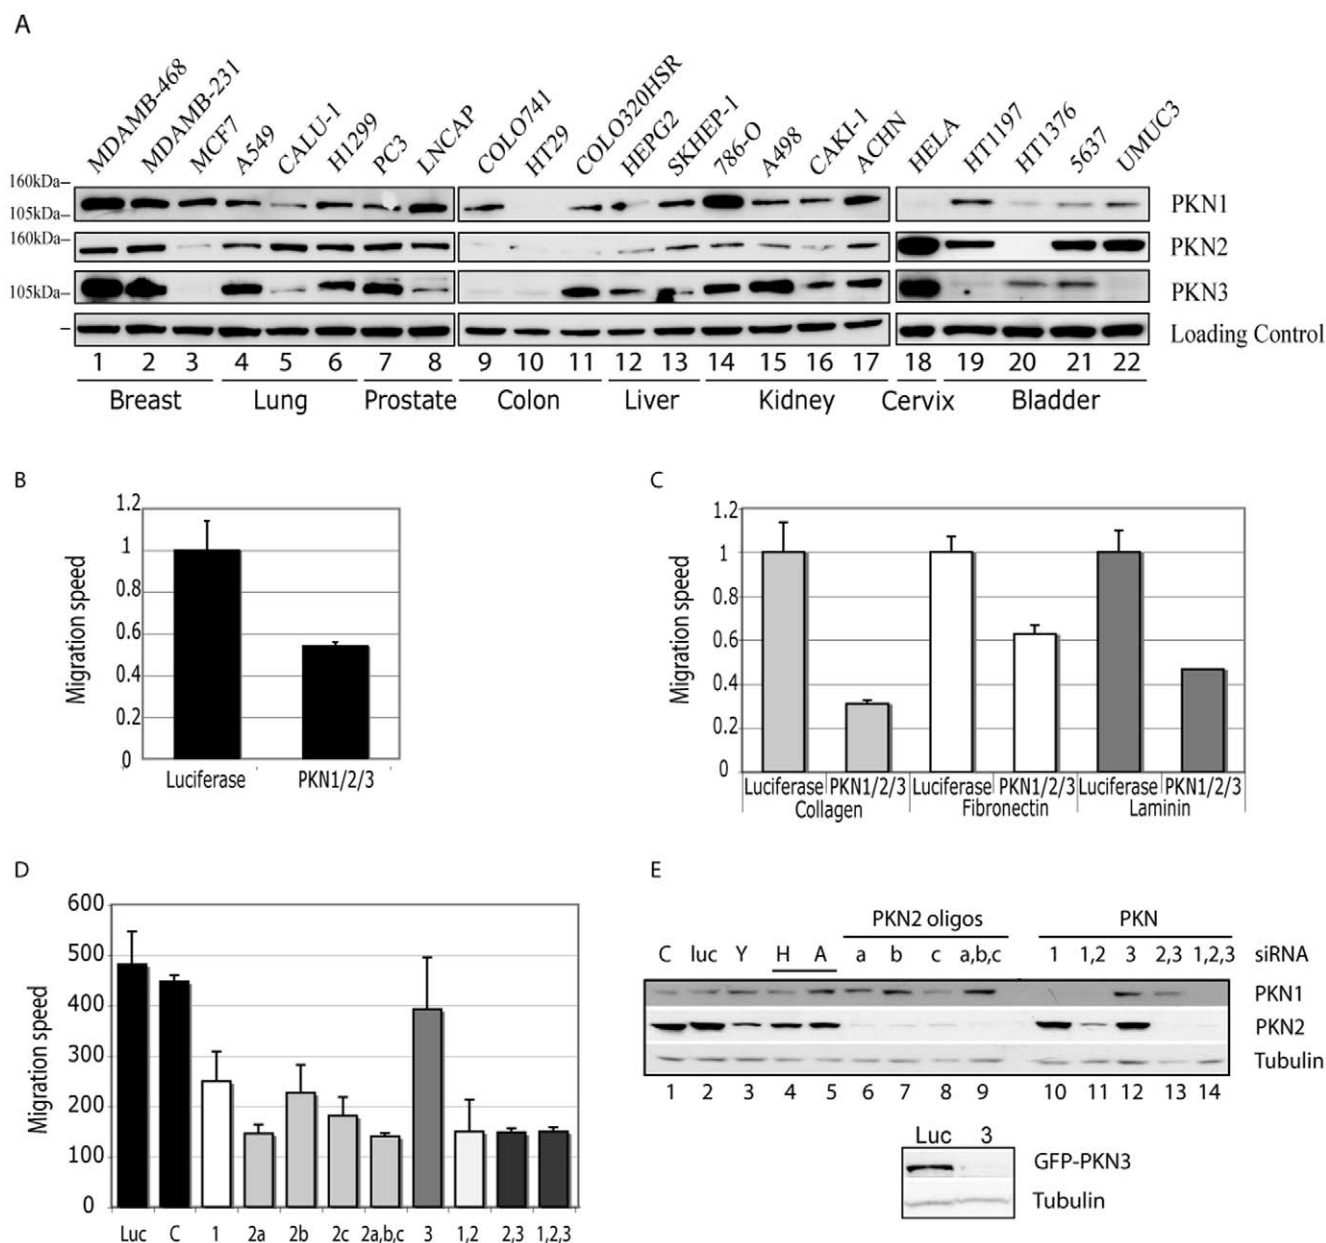 A
MDAMB-468 MDAMB-231 MCF7 A549 CALU-1 H1299 PC3 LNCAP COLO741 HT29 COLO320HSR HEPG2 SKHEP-1 786-O A498 CAKI-1 ACHN HELA HT1197 HT1376 5637 UMUC3
160kDa–
105kDa–
PKN1
160kDa–
PKN2
105kDa–
PKN3
– Loading Control
1 2 3 4 5 6 7 8 9 10 11 12 13 14 15 16 17 18 19 20 21 22
Breast Lung Prostate Colon Liver Kidney Cervix Bladder
B
Migration speed
1.2
1
0.8
0.6
0.4
0.2
0
Luciferase PKN1/2/3
C
Migration speed
1.2
1
0.8
0.6
0.4
0.2
0
Luciferase PKN1/2/3 Luciferase PKN1/2/3 Luciferase PKN1/2/3
Collagen Fibronectin Laminin
D
Migration speed
600
500
400
300
200
100
0
Luc C 1 2a 2b 2c 2a,b,c 3 1,2 2,3 1,2,3
E
PKN2 oligos PKN
C luc Y H A a b c a,b,c 1 1,2 3 2,3 1,2,3 siRNA
PKN1
PKN2
Tubulin
1 2 3 4 5 6 7 8 9 10 11 12 13 14
Luc 3
GFP-PKN3
Tubulin